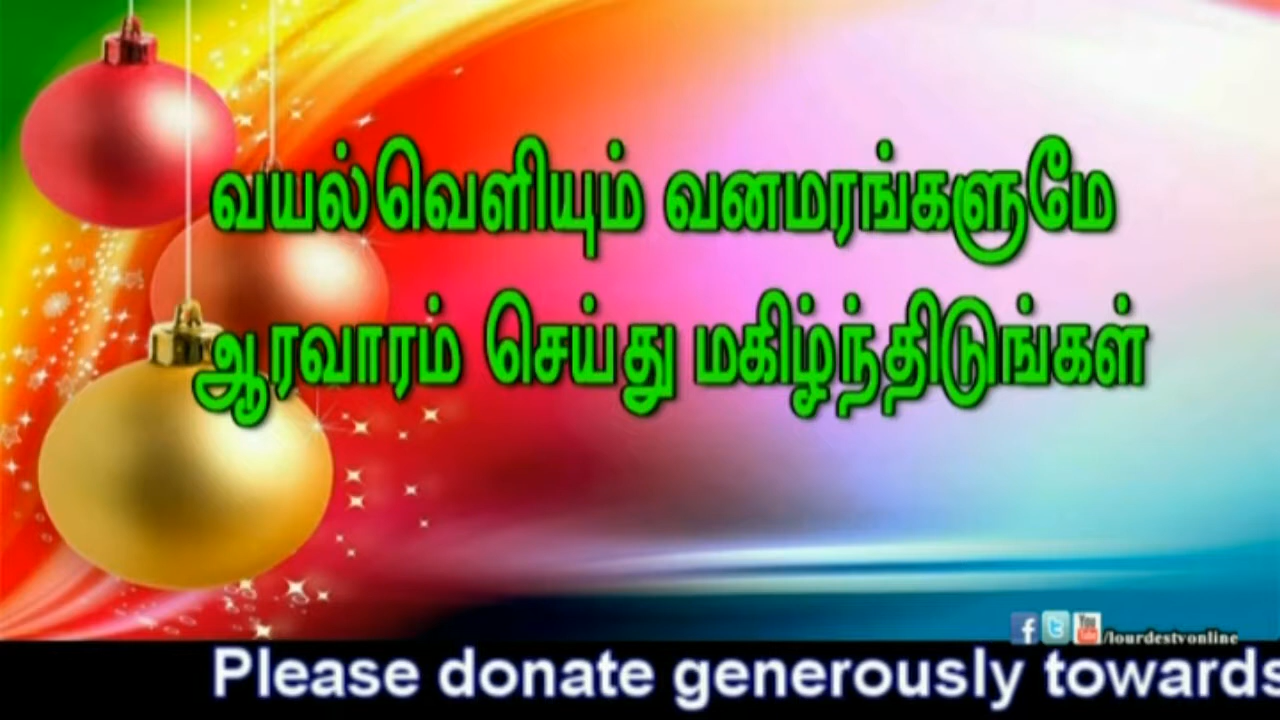 வயல்வெளியும் வனமரங்களுமே
ஆரவாரம் செய்து மகிழ்ந்திடுங்கள்
/lourdestvonline
Please donate generously towards